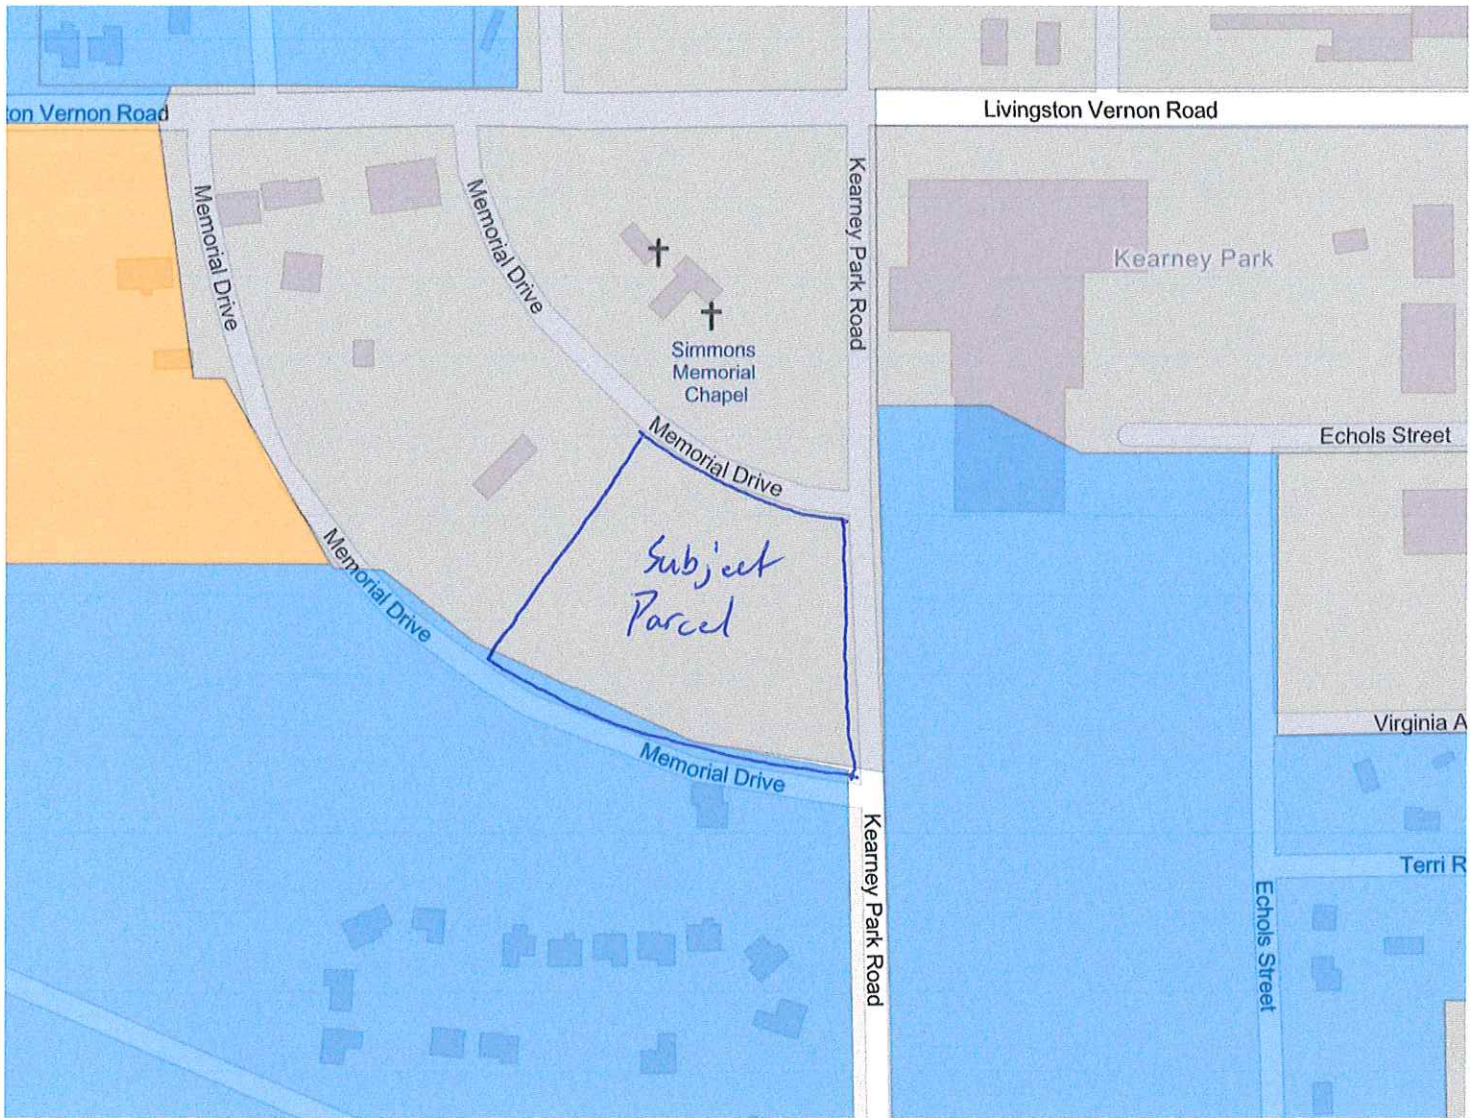 on Vernon Road
Livingston Vernon Road
Memorial Drive
Memorial Drive
Kearney Park Road
Kearney Park
Simmons
Memorial
Chapel
Echols Street
Memorial Drive
Memorial Drive
Subject
Parcel
Virginia A
Memorial Drive
Kearney Park Road
Terri R
Echols Street